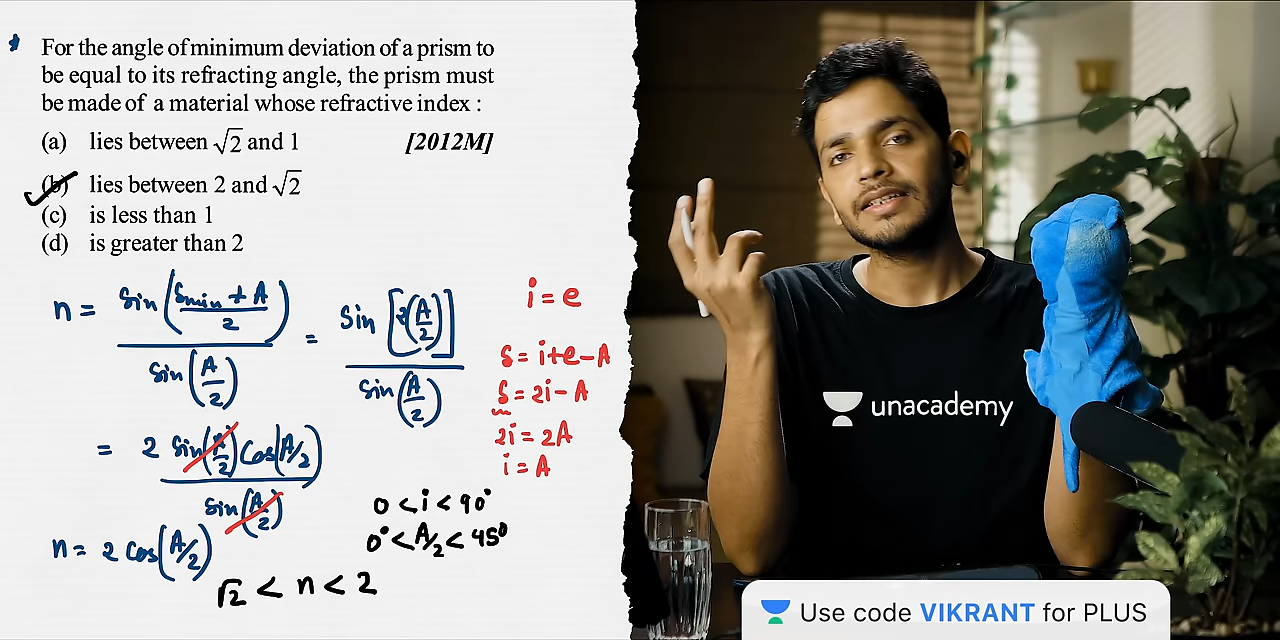 For the angle of minimum deviation of a prism to
be equal to its refracting angle, the prism must
be made of a material whose refractive index :
(a) lies between √2 and 1 [2012M]
(b) lies between 2 and √2
(c) is less than 1
(d) is greater than 2
n = sin(δmin + A / 2) / sin(A/2) = sin[2(A/2)] / sin(A/2)
= 2 sin(A/2) cos(A/2) / sin(A/2)
n = 2 cos(A/2)
i = e
δ = i+e−A
δ = 2i−A
2i = 2A
i = A
0 < i < 90°
0° < A/2 < 45°
√2 < n < 2
unacademy
Use code VIKRANT for PLUS